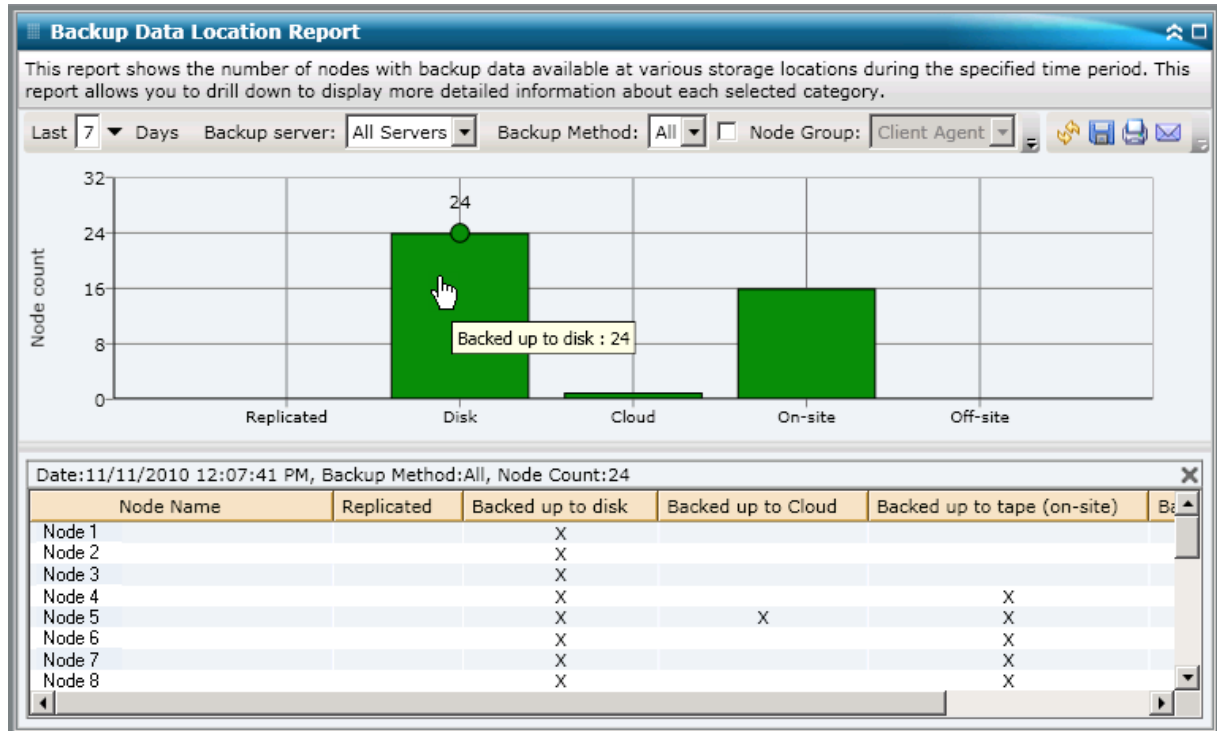 Backup Data Location Report
This report shows the number of nodes with backup data available at various storage locations during the specified time period. This
report allows you to drill down to display more detailed information about each selected category.
Last 7 Days Backup server: All Servers Backup Method: All Node Group: Client Agent
32
24
24
Node count
16
Backed up to disk : 24
8
0
Replicated Disk Cloud On-site Off-site
Date:11/11/2010 12:07:41 PM, Backup Method:All, Node Count:24
Node Name Replicated Backed up to disk Backed up to Cloud Backed up to tape (on-site)
Node 1 X
Node 2 X
Node 3 X
Node 4 X X
Node 5 X X X
Node 6 X X
Node 7 X X
Node 8 X X